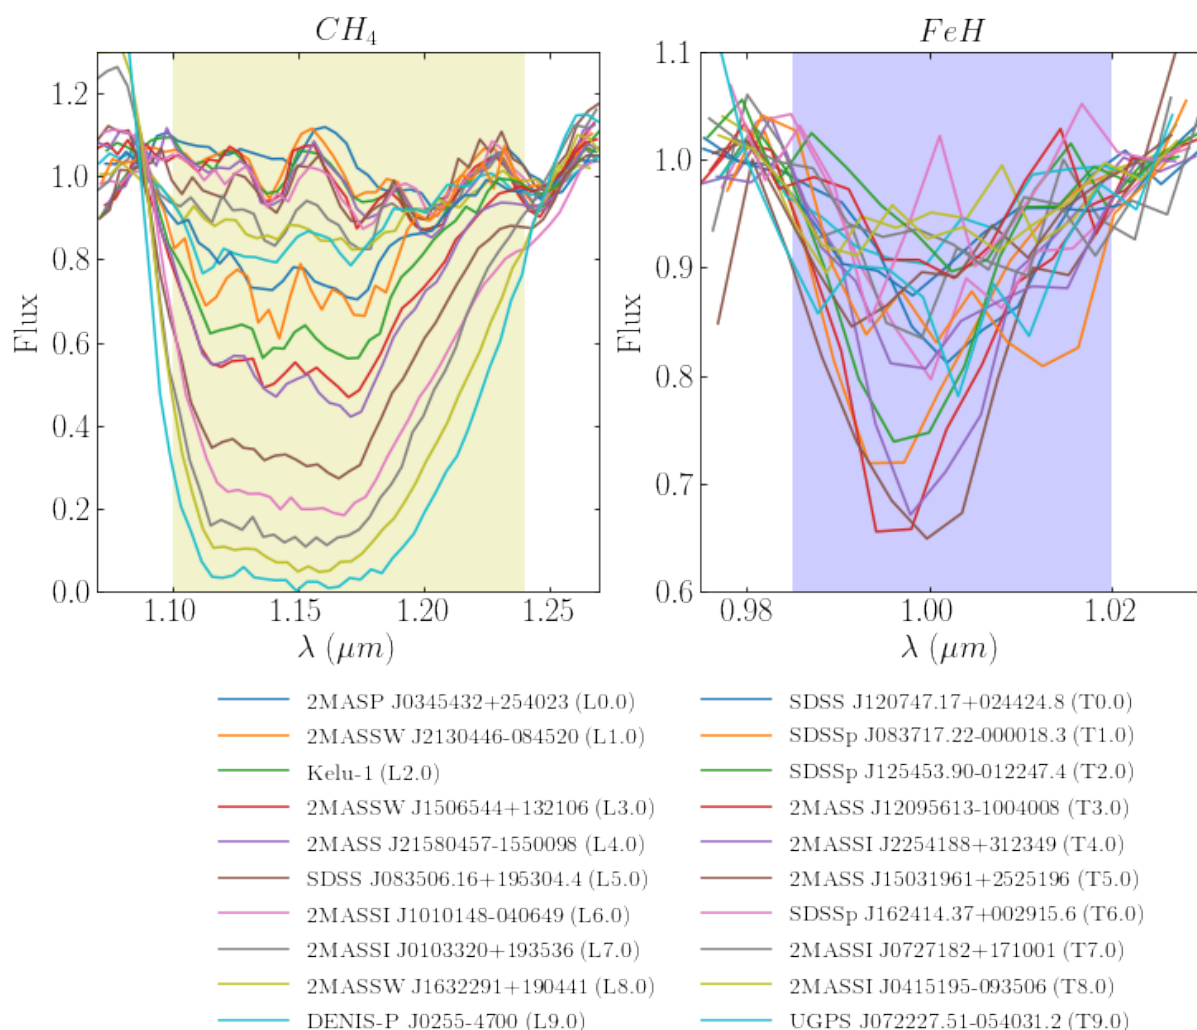 CH4
FeH
1.2
1.0
0.8
0.6
0.4
0.2
0.0
Flux
1.10
1.15
1.20
1.25
λ (μm)
1.1
1.0
0.9
0.8
0.7
0.6
Flux
0.98
1.00
1.02
λ (μm)
2MASP J0345432+254023 (L0.0)
2MASSW J2130446-084520 (L1.0)
Kelu-1 (L2.0)
2MASSW J1506544+132106 (L3.0)
2MASS J21580457-1550098 (L4.0)
SDSS J083506.16+195304.4 (L5.0)
2MASSI J1010148-040649 (L6.0)
2MASSI J0103320+193536 (L7.0)
2MASSW J1632291+190441 (L8.0)
DENIS-P J0255-4700 (L9.0)
SDSS J120747.17+024424.8 (T0.0)
SDSSp J083717.22-000018.3 (T1.0)
SDSSp J125453.90-012247.4 (T2.0)
2MASS J12095613-1004008 (T3.0)
2MASSI J2254188+312349 (T4.0)
2MASS J15031961+2525196 (T5.0)
SDSSp J162414.37+002915.6 (T6.0)
2MASSI J0727182+171001 (T7.0)
2MASSI J0415195-093506 (T8.0)
UGPS J072227.51-054031.2 (T9.0)